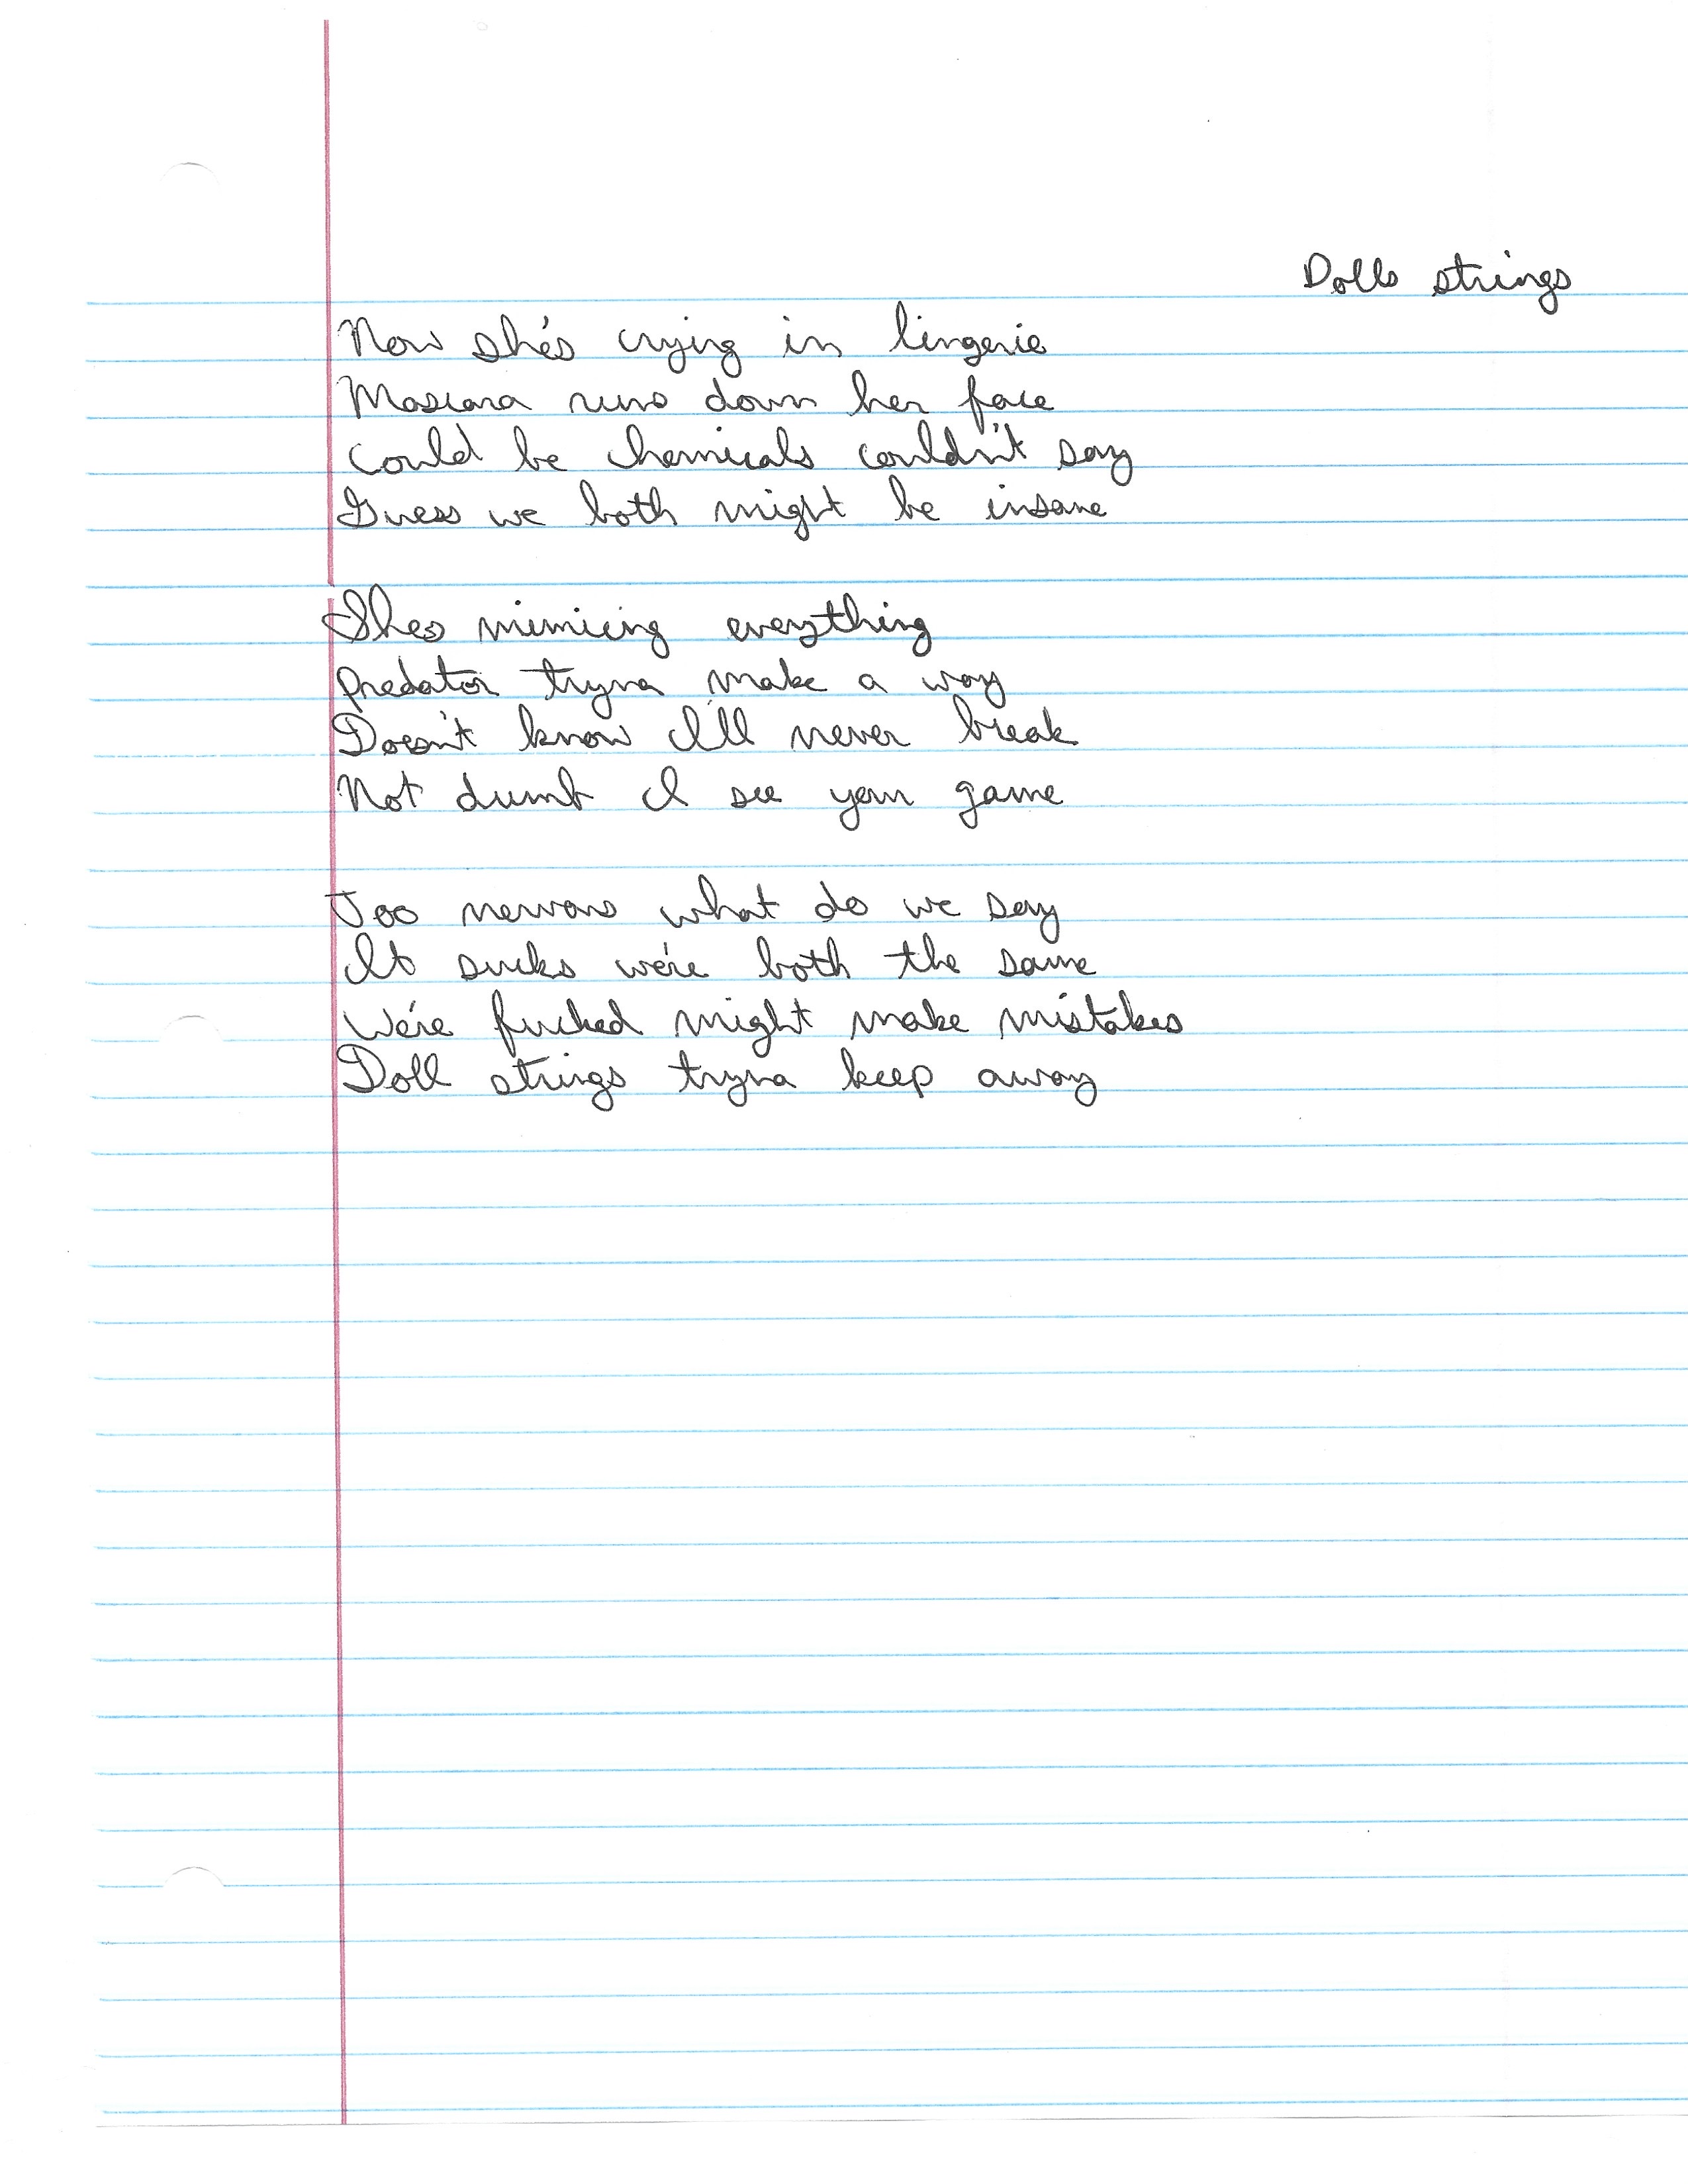 Dolls strings
Now she's crying in lingerie
Mascara runs down her face
Could be chemicals couldn't say
Guess we both might be insane
Shes mimicing everything
Predator tryna make a way
Doesn't know I'll never break
Not dumb I see your game
Too nervous what do we say
It sucks we're both the same
We're fucked might make mistakes
Doll strings tryna keep away